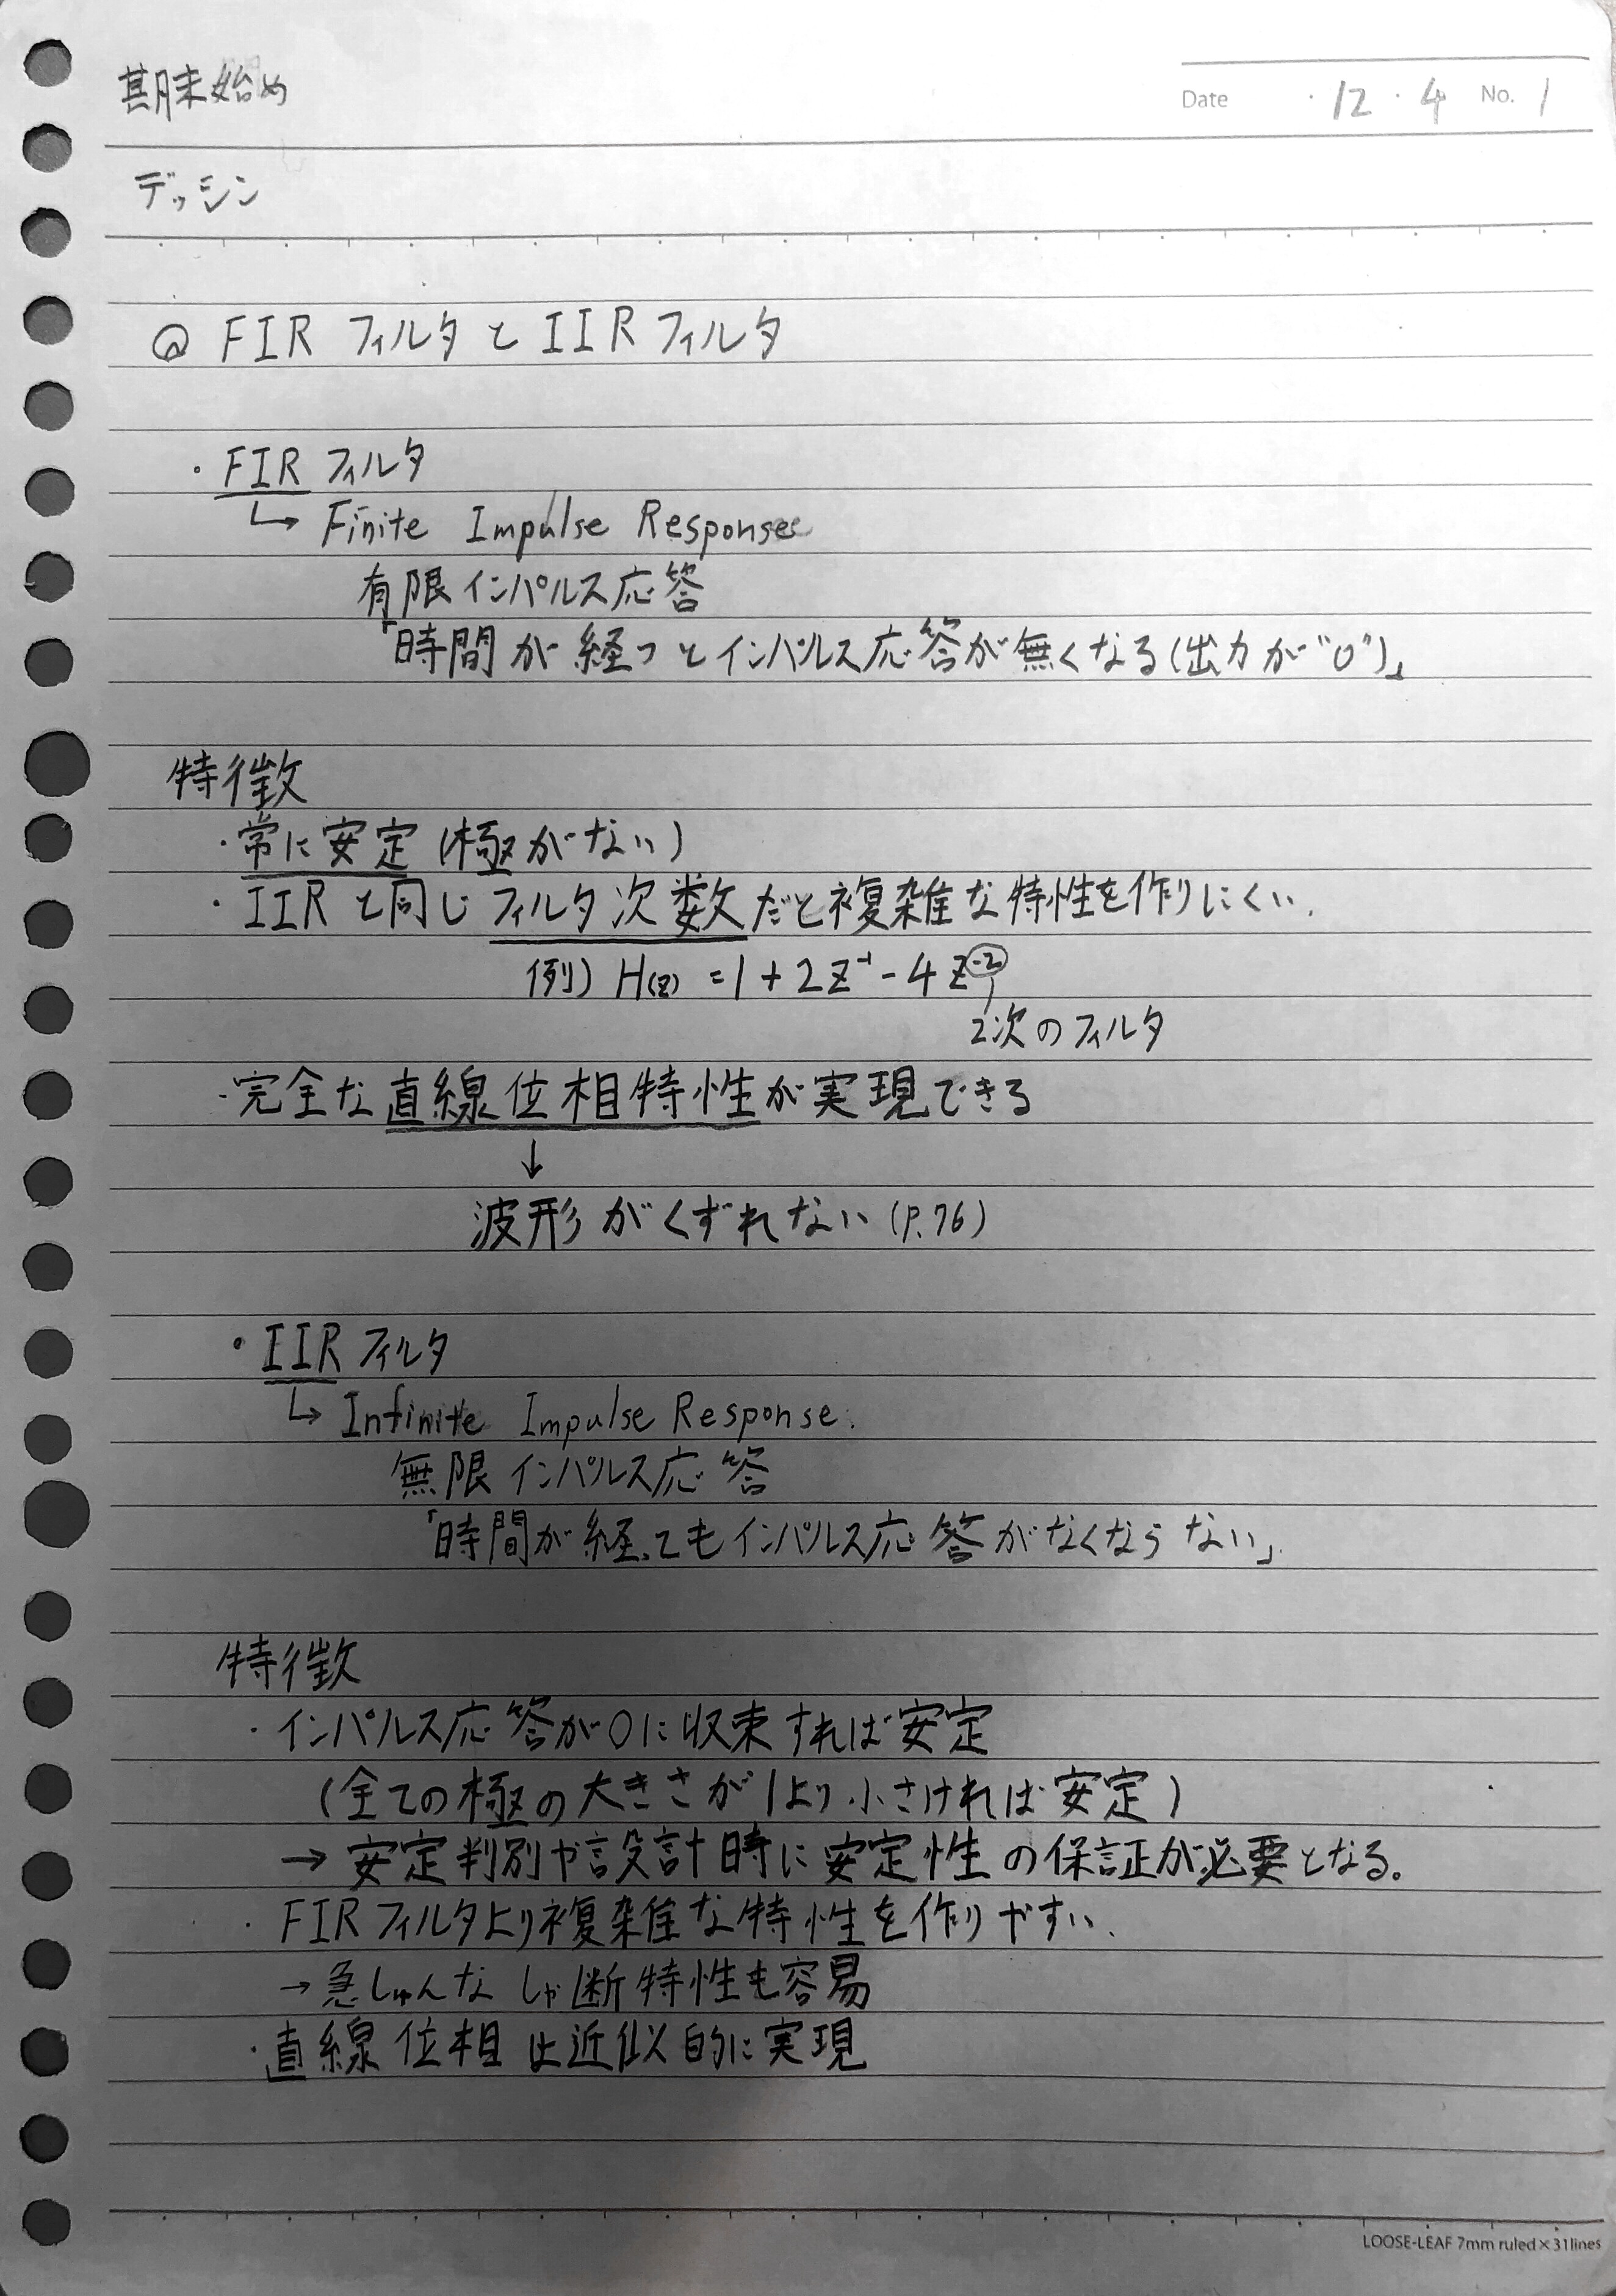 期末始め
Date ・12・4 No. 1
デッシン
◎ FIR フィルタと IIR フィルタ
・FIR フィルタ
↳ Finite Impulse Response
有限インパルス応答
「時間が経つとインパルス応答が無くなる(出力が"0")」
特徴
・常に安定 (極がない)
・IIR と同じフィルタ次数だと複雑な特性を作りにくい.
例) H(z) = 1 + 2z⁻¹ - 4z⁻²
2次のフィルタ
・完全な直線位相特性が実現できる
↓
波形がくずれない (P.76)
・IIR フィルタ
↳ Infinite Impulse Response.
無限インパルス応答
「時間が経ってもインパルス応答がなくならない」
特徴
・インパルス応答が0に収束すれば安定
(全ての極の大きさが1より小さければ安定)
→ 安定判別や設計時に安定性の保証が必要となる。
・FIRフィルタより複雑な特性を作りやすい.
→ 急しゅんな しゃ断特性も容易
・直線位相は近似的に実現
LOOSE-LEAF 7mm ruled×31lines